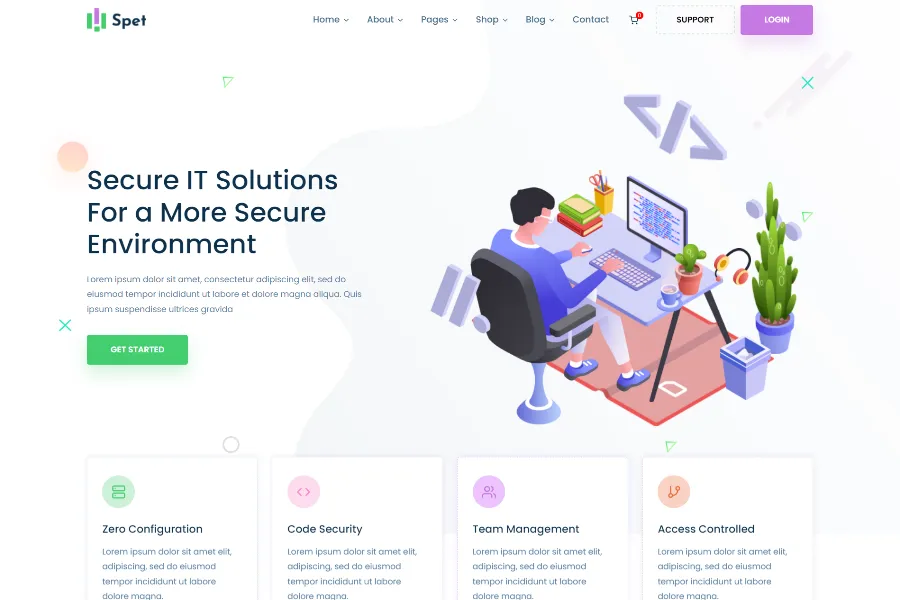 Spet
Home About Pages Shop Blog Contact 0 SUPPORT LOGIN
Secure IT Solutions
For a More Secure
Environment
Lorem ipsum dolor sit amet, consectetur adipiscing elit, sed do
eiusmod tempor incididunt ut labore et dolore magna aliqua. Quis
ipsum suspendisse ultrices gravida
GET STARTED
Zero Configuration
Lorem ipsum dolor sit amet elit,
adipiscing, sed do eiusmod
tempor incididunt ut labore
dolore magna.
Code Security
Lorem ipsum dolor sit amet elit,
adipiscing, sed do eiusmod
tempor incididunt ut labore
dolore magna.
Team Management
Lorem ipsum dolor sit amet elit,
adipiscing, sed do eiusmod
tempor incididunt ut labore
dolore magna.
Access Controlled
Lorem ipsum dolor sit amet elit,
adipiscing, sed do eiusmod
tempor incididunt ut labore
dolore magna.